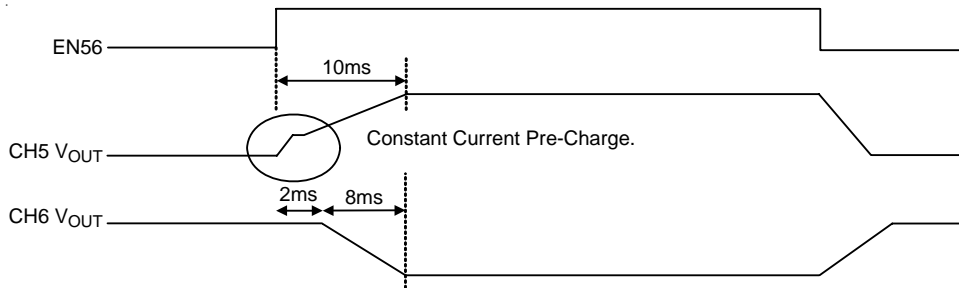 EN56
10ms
Constant Current Pre-Charge.
CH5 VOUT
2ms
8ms
CH6 VOUT